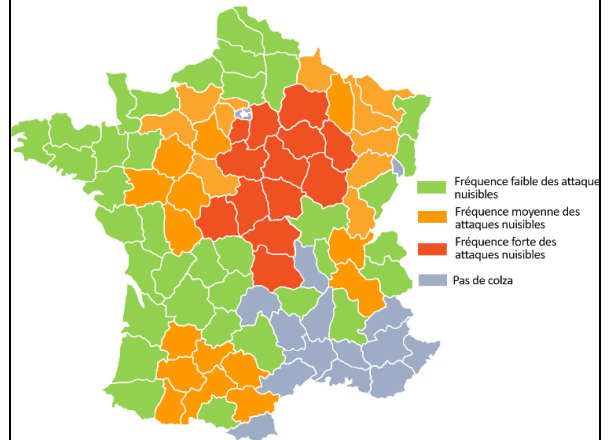 Fréquence faible des attaque
nuisibles
Fréquence moyenne des
attaques nuisibles
Fréquence forte des
attaques nuisibles
Pas de colza